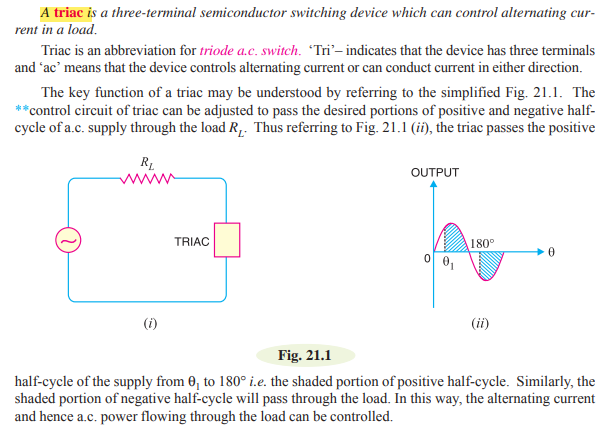 A triac is a three-terminal semiconductor switching device which can control alternating cur-
rent in a load.
Triac is an abbreviation for triode a.c. switch. ‘Tri’– indicates that the device has three terminals
and ‘ac’ means that the device controls alternating current or can conduct current in either direction.
The key function of a triac may be understood by referring to the simplified Fig. 21.1. The
**control circuit of triac can be adjusted to pass the desired portions of positive and negative half-
cycle of a.c. supply through the load R_L. Thus referring to Fig. 21.1 (ii), the triac passes the positive
R_L
TRIAC
(i)
OUTPUT
180°
θ
0
θ₁
(ii)
Fig. 21.1
half-cycle of the supply from θ₁ to 180° i.e. the shaded portion of positive half-cycle. Similarly, the
shaded portion of negative half-cycle will pass through the load. In this way, the alternating current
and hence a.c. power flowing through the load can be controlled.